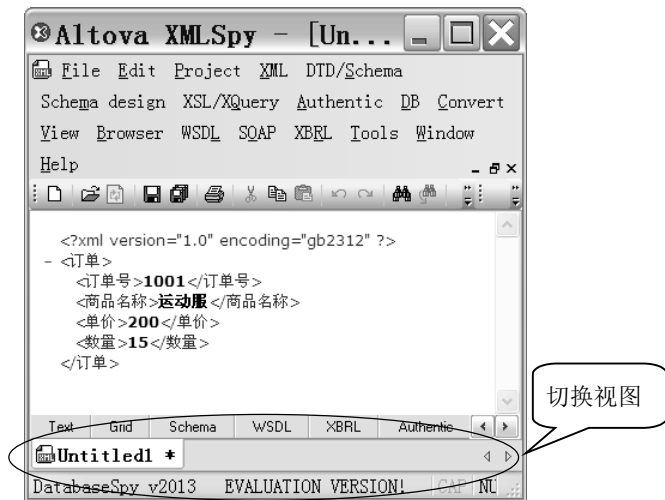 Altova XMLSpy - [Un...
File Edit Project XML DTD/Schema
Schema design XSL/XQuery Authentic DB Convert
View Browser WSDL SOAP XBRL Tools Window
Help
<?xml version="1.0" encoding="gb2312" ?>
- <订单>
<订单号>1001</订单号>
<商品名称>运动服</商品名称>
<单价>200</单价>
<数量>15</数量>
</订单>
切换视图
Text Grid Schema WSDL XBRL Authentic
Untitled1 *
DatabaseSpy v2013 EVALUATION VERSION! CAP NU